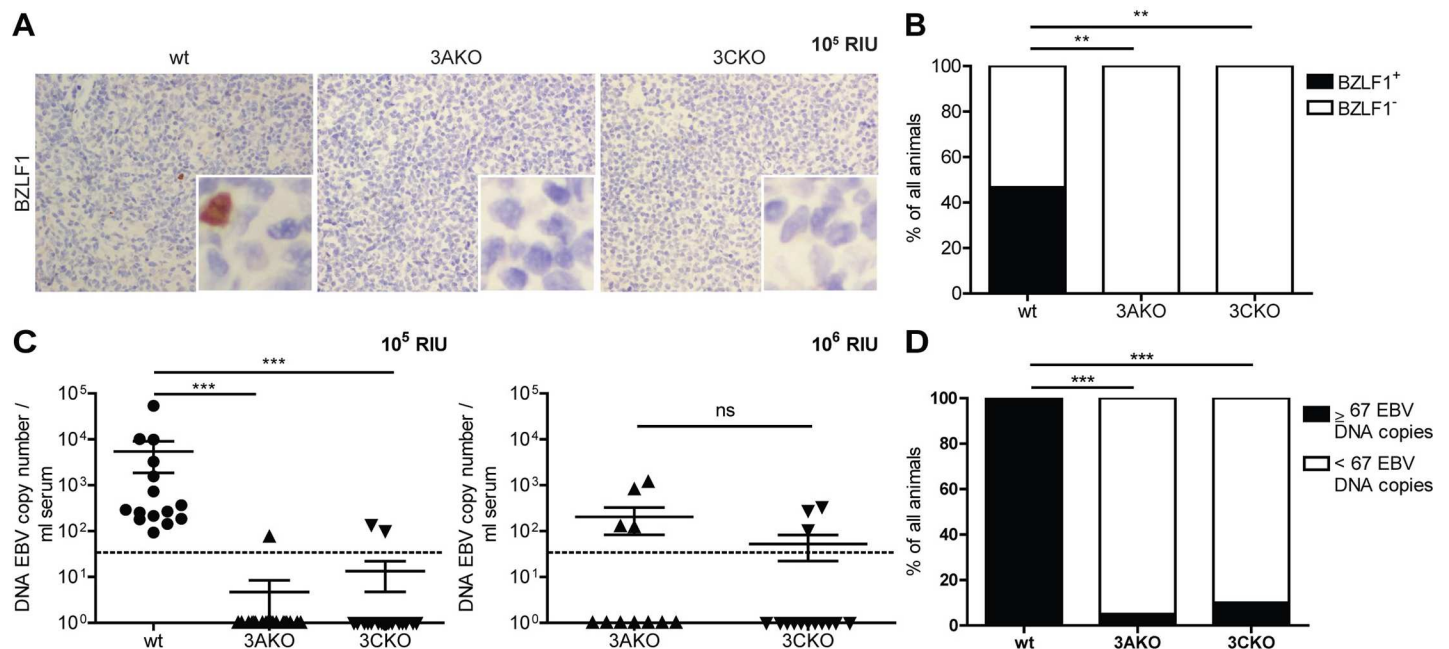 A
10⁵ RIU
wt
3AKO
3CKO
BZLF1
B
**
**
% of all animals
100
80
60
40
20
0
wt
3AKO
3CKO
BZLF1⁺
BZLF1⁻
C
10⁵ RIU
***
***
DNA EBV copy number /
ml serum
10⁵
10⁴
10³
10²
10¹
10⁰
wt
3AKO
3CKO
10⁶ RIU
ns
DNA EBV copy number /
ml serum
10⁵
10⁴
10³
10²
10¹
10⁰
3AKO
3CKO
D
***
***
% of all animals
100
80
60
40
20
0
wt
3AKO
3CKO
≥ 67 EBV
DNA copies
< 67 EBV
DNA copies